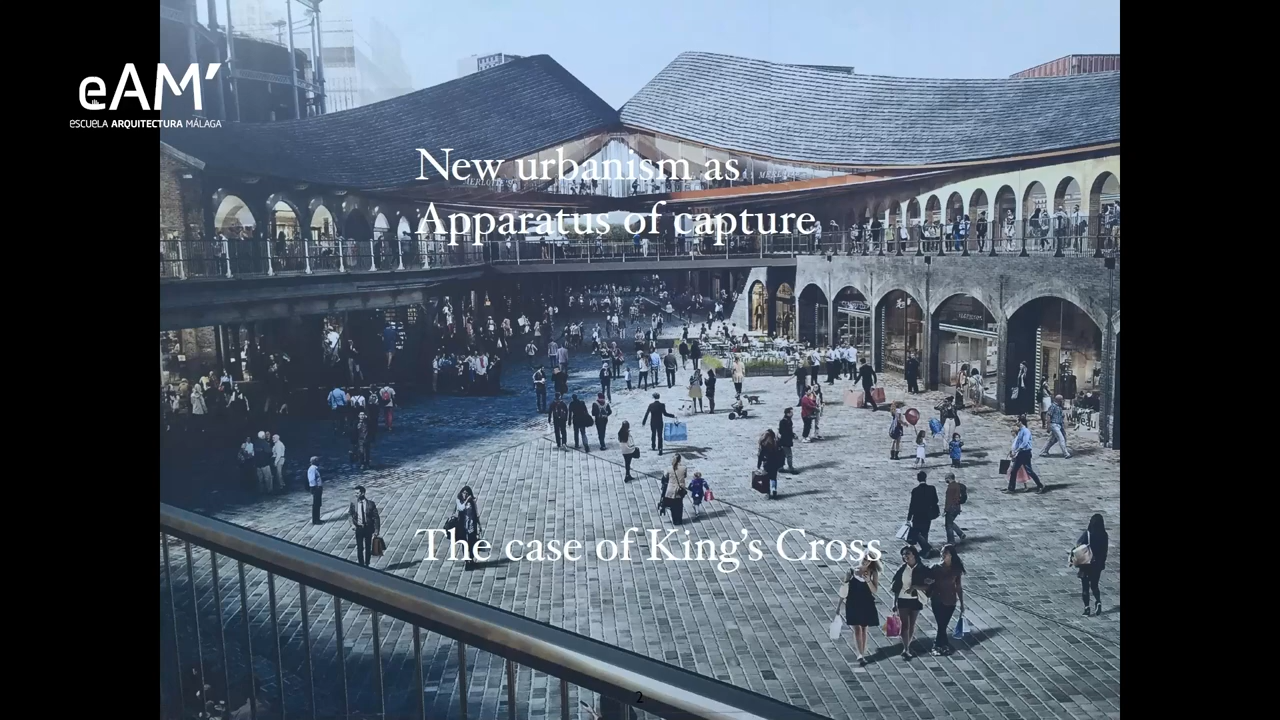 eAM'
ESCUELA ARQUITECTURA MÁLAGA
New urbanism as
Apparatus of capture
The case of King's Cross
2